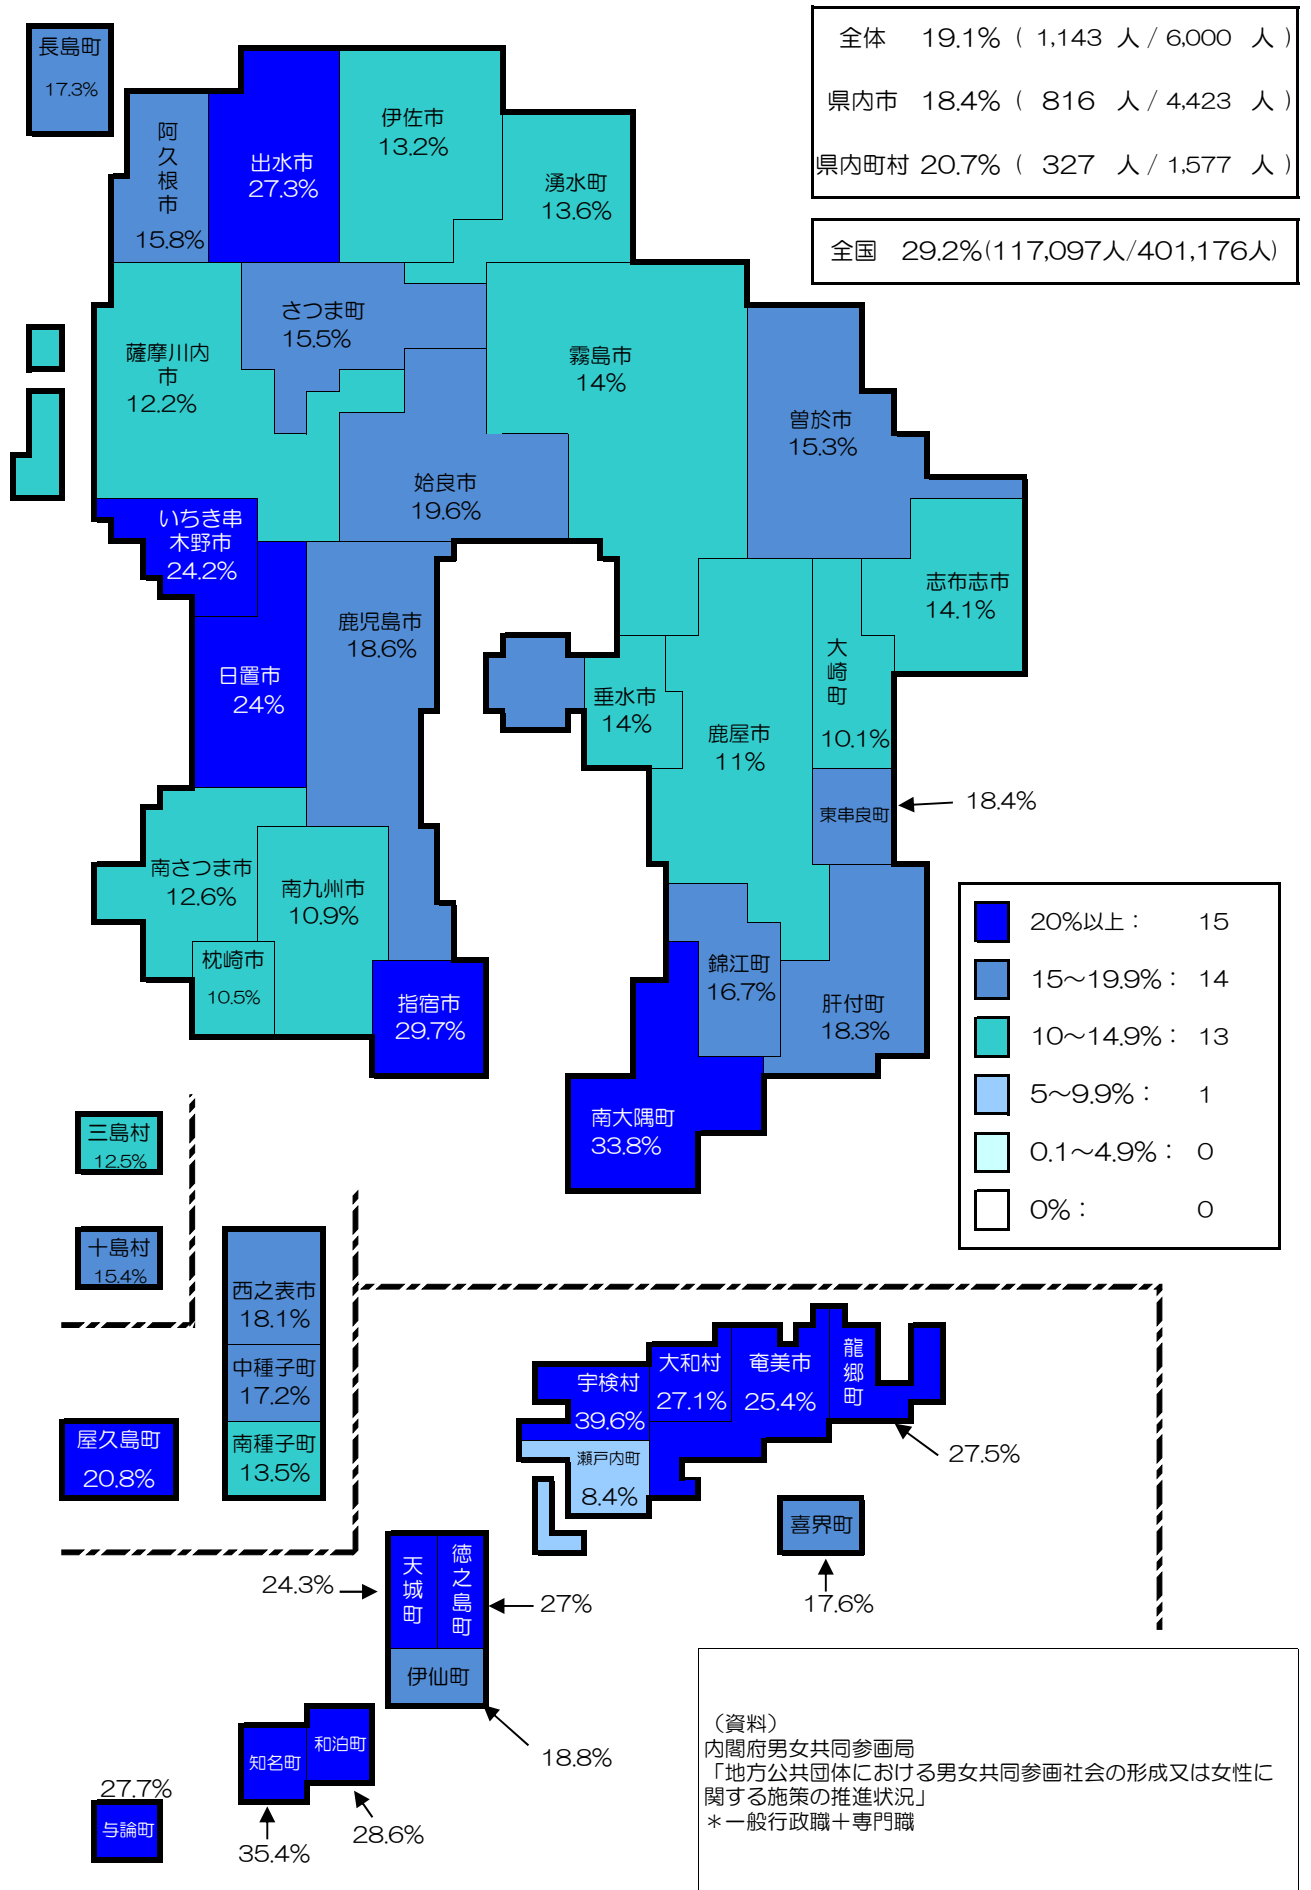 長島町
17.3%
全体 19.1% ( 1,143 人 / 6,000 人 )
県内市 18.4% ( 816 人 / 4,423 人 )
県内町村 20.7% ( 327 人 / 1,577 人 )
全国 29.2%(117,097人/401,176人)
阿久根市
15.8%
出水市
27.3%
伊佐市
13.2%
湧水町
13.6%
さつま町
15.5%
薩摩川内
市
12.2%
霧島市
14%
曽於市
15.3%
姶良市
19.6%
いちき串
木野市
24.2%
鹿児島市
18.6%
志布志市
14.1%
日置市
24%
垂水市
14%
鹿屋市
11%
大崎町
10.1%
東串良町
18.4%
南さつま市
12.6%
南九州市
10.9%
枕崎市
10.5%
指宿市
29.7%
錦江町
16.7%
肝付町
18.3%
南大隅町
33.8%
20%以上： 15
15～19.9%： 14
10～14.9%： 13
5～9.9%： 1
0.1～4.9%： 0
0%： 0
三島村
12.5%
十島村
15.4%
西之表市
18.1%
中種子町
17.2%
南種子町
13.5%
屋久島町
20.8%
宇検村
39.6%
大和村
27.1%
奄美市
25.4%
龍郷町
27.5%
瀬戸内町
8.4%
喜界町
17.6%
天城町
24.3%
徳之島町
27%
伊仙町
18.8%
知名町
35.4%
和泊町
28.6%
27.7%
与論町
（資料）
内閣府男女共同参画局
「地方公共団体における男女共同参画社会の形成又は女性に
関する施策の推進状況」
＊一般行政職＋専門職